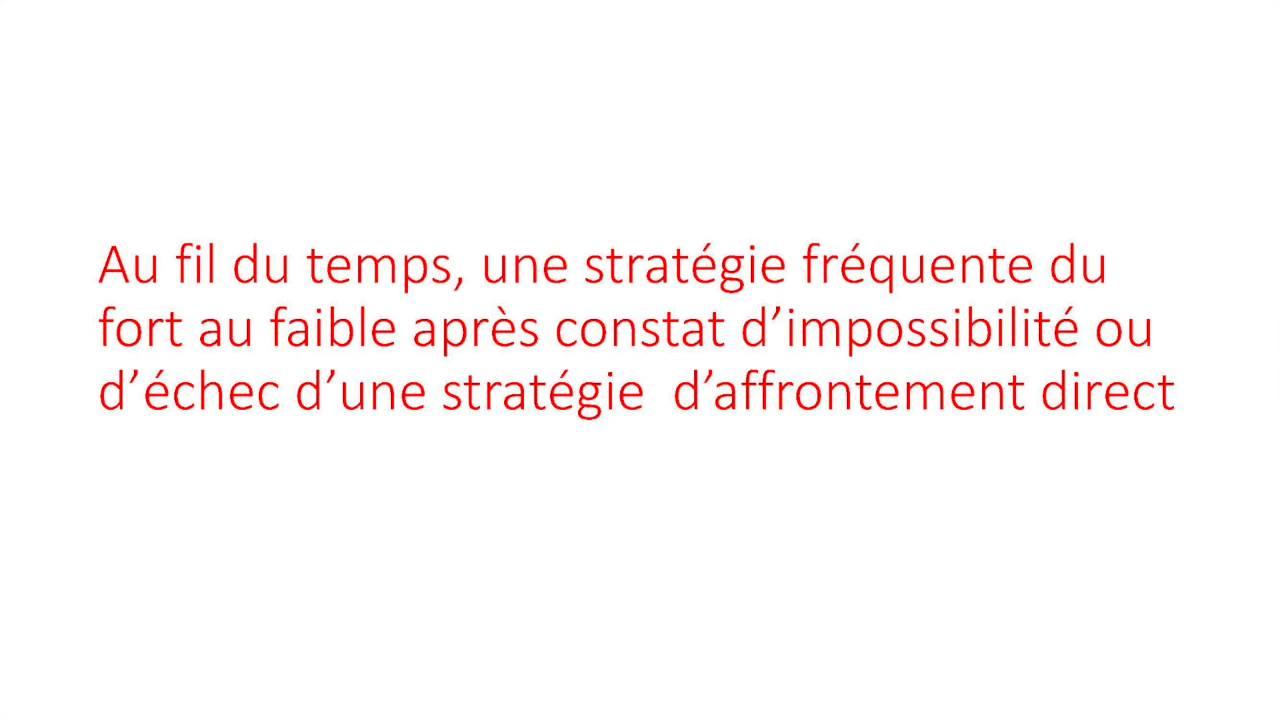 Au fil du temps, une stratégie fréquente du
fort au faible après constat d’impossibilité ou
d’échec d’une stratégie  d’affrontement direct